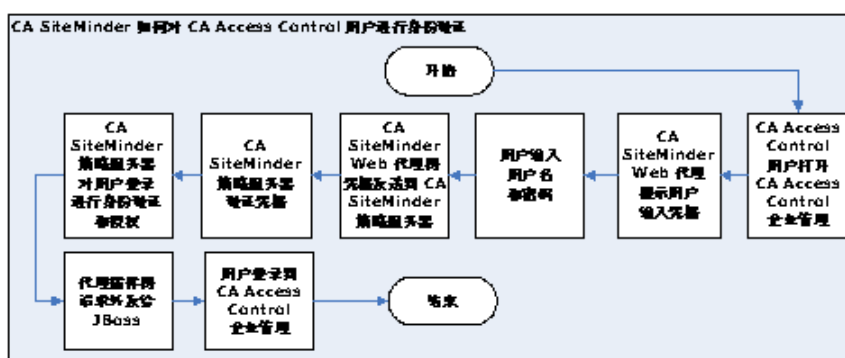 CA SiteMinder 如何对 CA Access Control 用户进行身份验证
开始
CA Access
Control
用户打开
CA Access
Control
企业管理
CA
SiteMinder
Web 代理
提示用户
输入凭据
用户输入
用户名
和密码
CA
SiteMinder
Web 代理将
凭据发送到 CA
SiteMinder
策略服务器
CA
SiteMinder
策略服务器
验证凭据
CA
SiteMinder
策略服务器
对用户登录
进行身份验证
和授权
代理插件将
请求转发给
JBoss
用户登录到
CA Access
Control
企业管理
结束